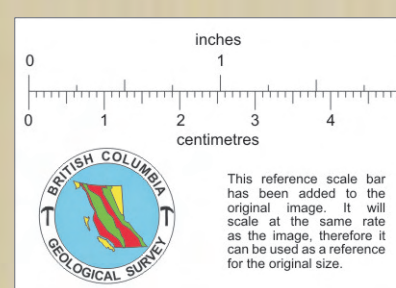 inches
0 1
0 1 2 3 4
centimetres
BRITISH COLUMBIA
GEOLOGICAL SURVEY
This reference scale bar
has been added to the
original image. It will
scale at the same rate
as the image, therefore it
can be used as a reference
for the original size.